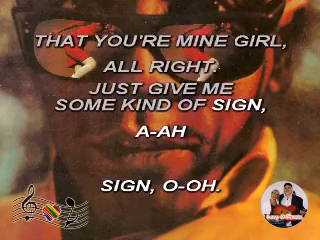 THAT YOU'RE MINE GIRL,
ALL RIGHT.
JUST GIVE ME
SOME KIND OF SIGN,
A-AH
SIGN, O-OH.